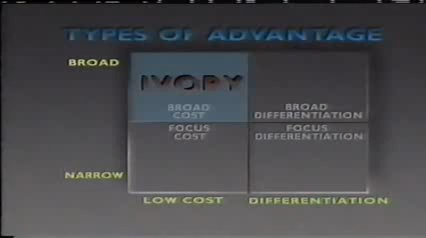 TYPES OF ADVANTAGE
BROAD
IVORY
BROAD
COST
BROAD
DIFFERENTIATION
FOCUS
COST
FOCUS
DIFFERENTIATION
NARROW
LOW COST
DIFFERENTIATION